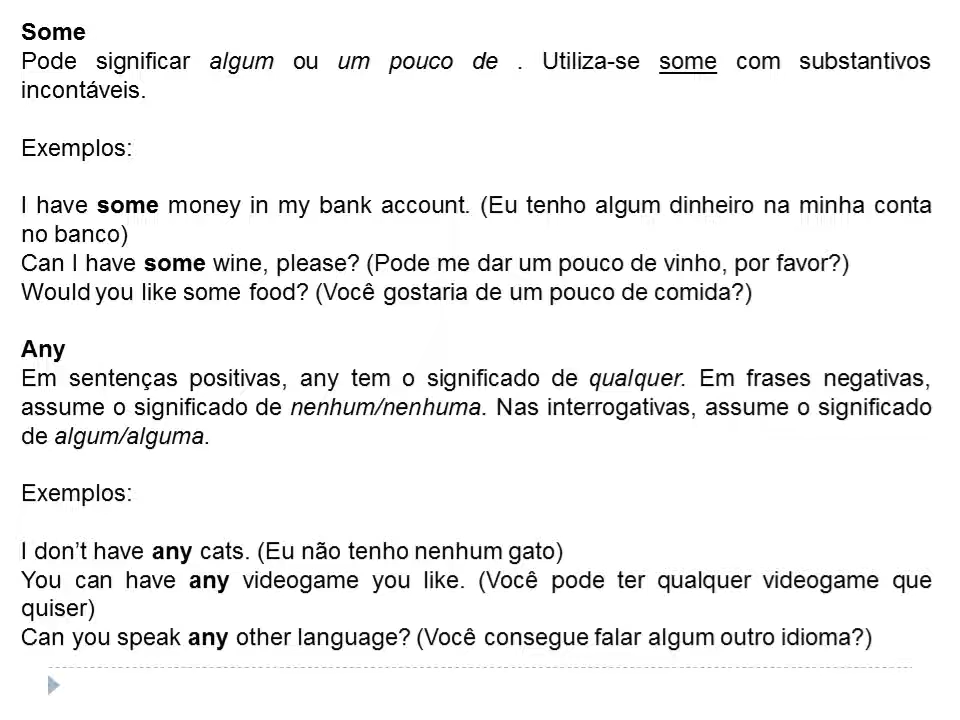 Some
Pode significar algum ou um pouco de . Utiliza-se some com substantivos
incontáveis.
Exemplos:
I have some money in my bank account. (Eu tenho algum dinheiro na minha conta
no banco)
Can I have some wine, please? (Pode me dar um pouco de vinho, por favor?)
Would you like some food? (Você gostaria de um pouco de comida?)
Any
Em sentenças positivas, any tem o significado de qualquer. Em frases negativas,
assume o significado de nenhum/nenhuma. Nas interrogativas, assume o significado
de algum/alguma.
Exemplos:
I don’t have any cats. (Eu não tenho nenhum gato)
You can have any videogame you like. (Você pode ter qualquer videogame que
quiser)
Can you speak any other language? (Você consegue falar algum outro idioma?)